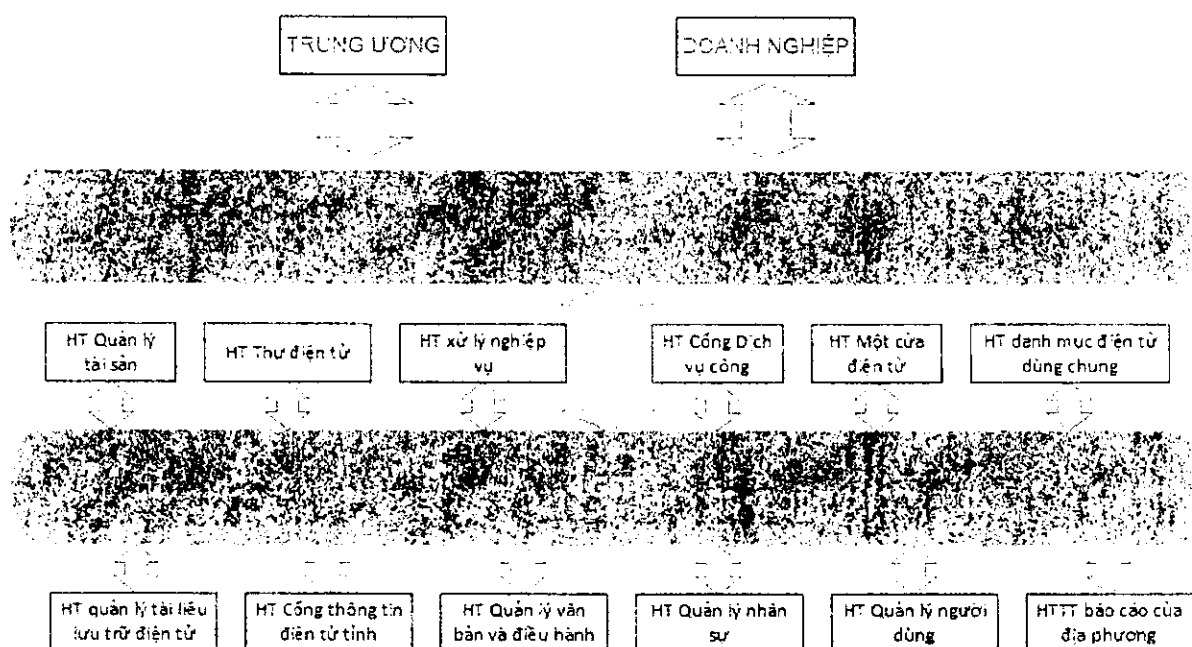 TRUNG ƯƠNG
DOANH NGHIỆP
HT Quản lý
tài sản
HT Thư điện tử
HT xử lý nghiệp
vụ
HT Cổng Dịch
vụ công
HT Một cửa
điện tử
HT danh mục điện tử
dùng chung
HT quản lý tài liệu
lưu trữ điện tử
HT Cổng thông tin
điện tử tỉnh
HT Quản lý văn
bản và điều hành
HT Quản lý nhân
sự
HT Quản lý người
dùng
HTTT báo cáo của
địa phương